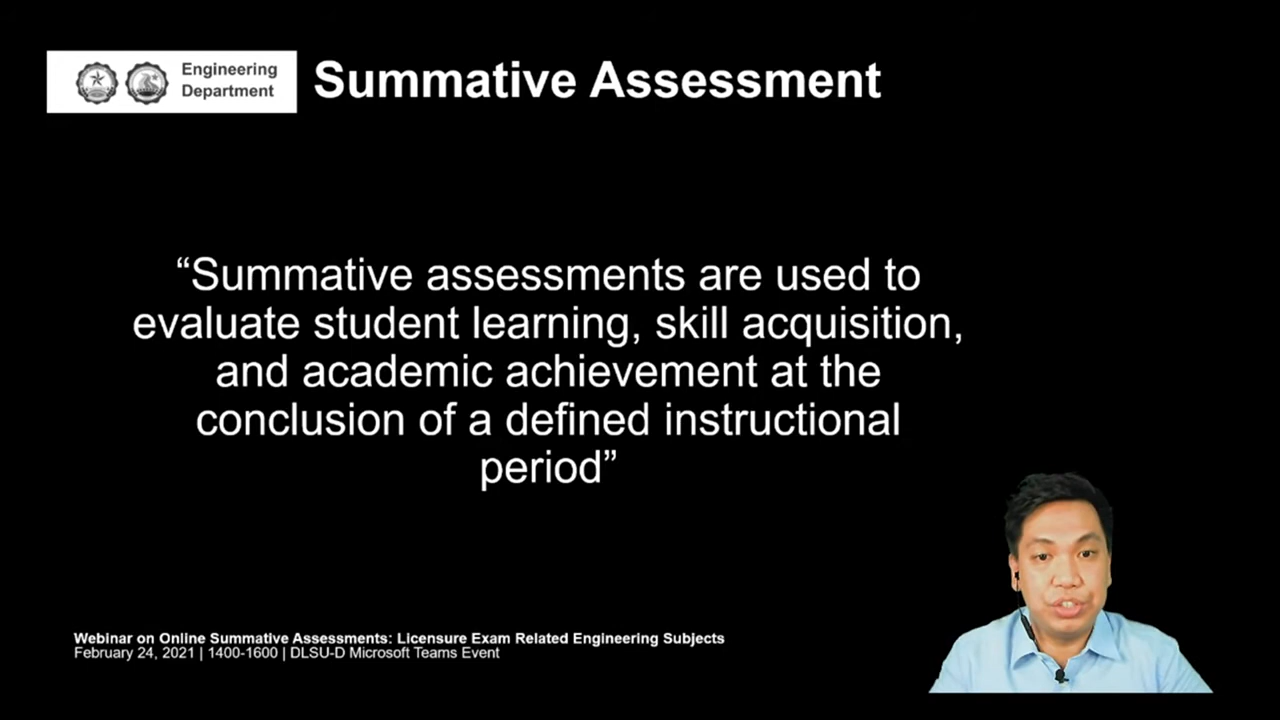 Engineering
Department
Summative Assessment
“Summative assessments are used to
evaluate student learning, skill acquisition,
and academic achievement at the
conclusion of a defined instructional
period”
Webinar on Online Summative Assessments: Licensure Exam Related Engineering Subjects
February 24, 2021 | 1400-1600 | DLSU-D Microsoft Teams Event